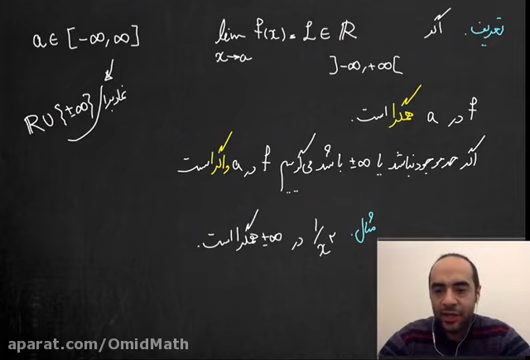 تعریف. اگر lim f(x) = L ∈ ℝ
x→a
]-∞,+∞[
a ∈ [-∞,∞]
ℝ∪{±∞}
f در a همگرا است.
اگر حد موجود نباشد یا ±∞ باشد می‌گوییم f در a واگرا است
مثال. 1/x² در ±∞ همگرا است.
aparat.com/OmidMath